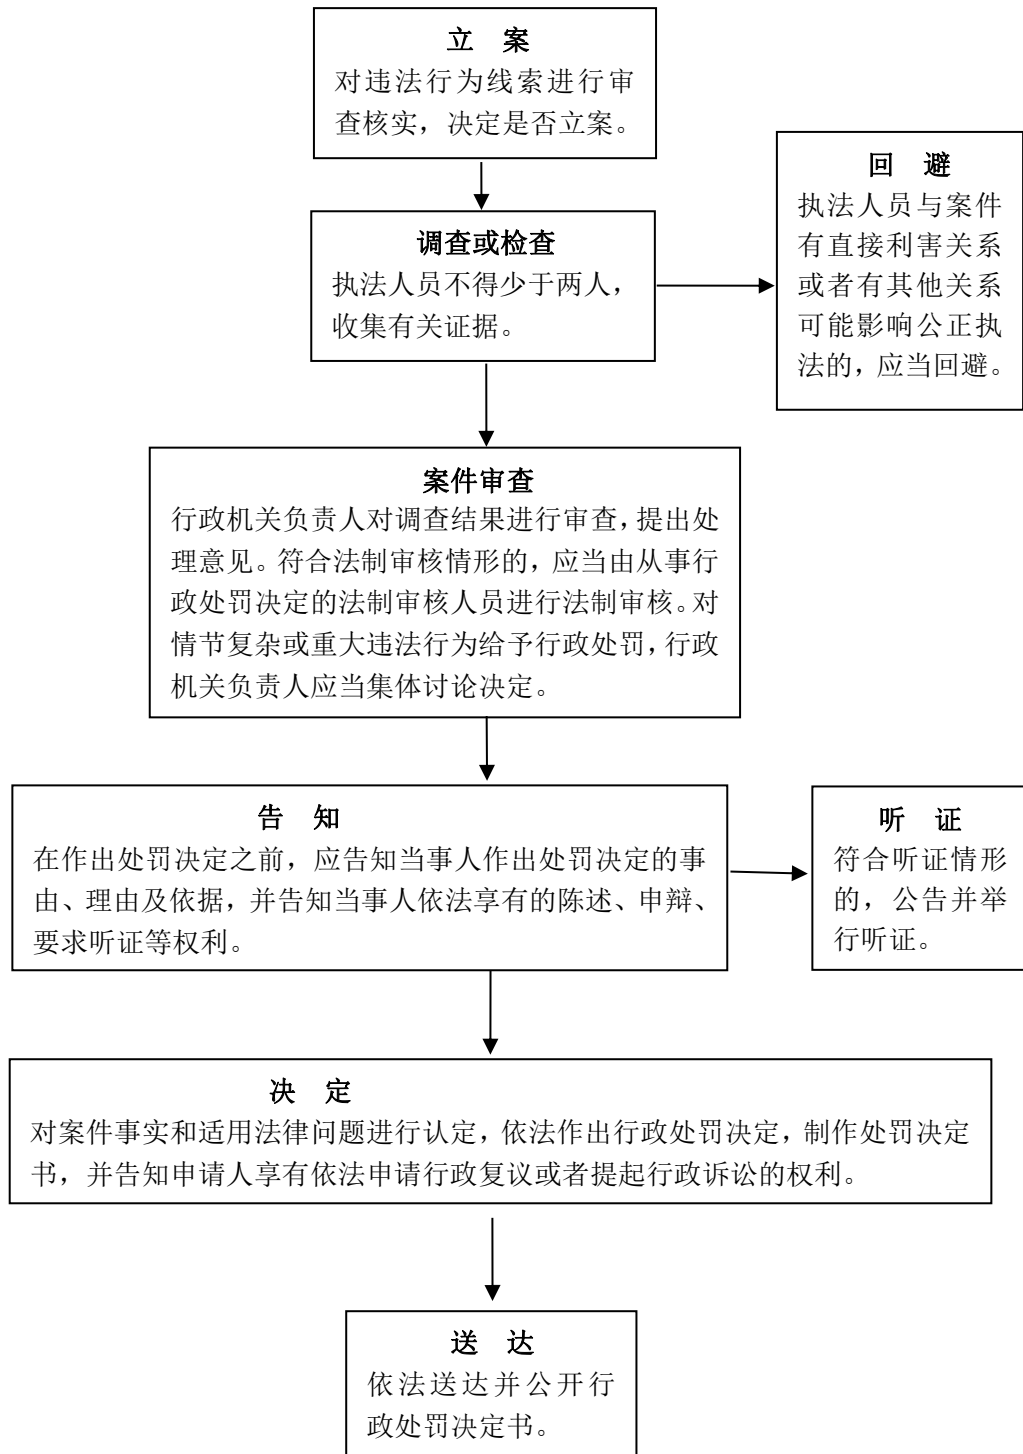 立 案
对违法行为线索进行审
查核实，决定是否立案。
调查或检查
执法人员不得少于两人，
收集有关证据。
回 避
执法人员与案件
有直接利害关系
或者有其他关系
可能影响公正执
法的，应当回避。
案件审查
行政机关负责人对调查结果进行审查，提出处
理意见。符合法制审核情形的，应当由从事行
政处罚决定的法制审核人员进行法制审核。对
情节复杂或重大违法行为给予行政处罚，行政
机关负责人应当集体讨论决定。
告 知
在作出处罚决定之前，应告知当事人作出处罚决定的事
由、理由及依据，并告知当事人依法享有的陈述、申辩、
要求听证等权利。
听 证
符合听证情形
的，公告并举
行听证。
决 定
对案件事实和适用法律问题进行认定，依法作出行政处罚决定，制作处罚决定
书，并告知申请人享有依法申请行政复议或者提起行政诉讼的权利。
送 达
依法送达并公开行
政处罚决定书。